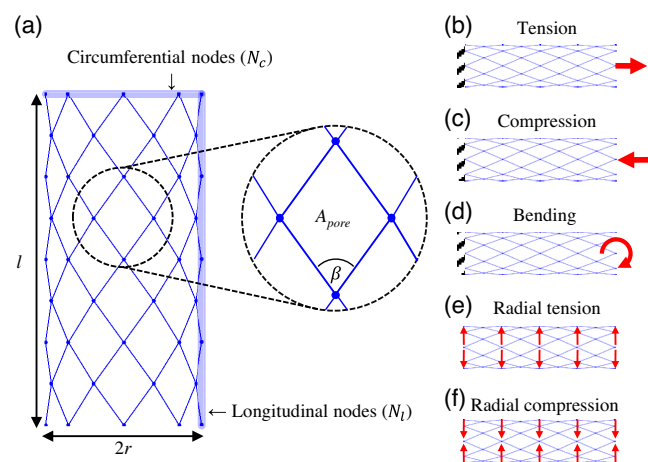 (a)
Circumferential nodes (N_c)
l
2r
A_pore
β
Longitudinal nodes (N_l)
(b)
Tension
(c)
Compression
(d)
Bending
(e)
Radial tension
(f)
Radial compression